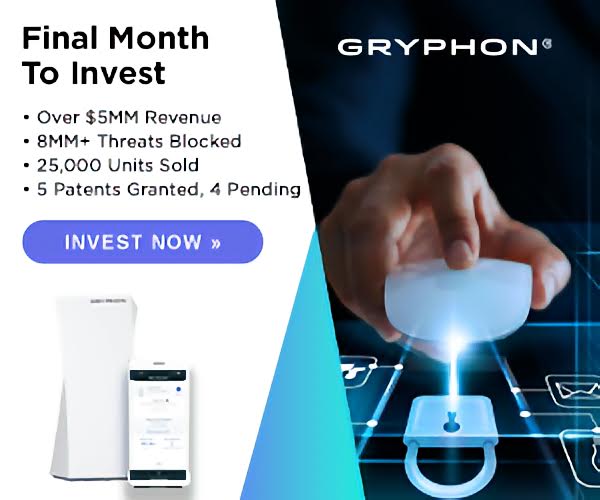 Final Month
To Invest
• Over $5MM Revenue
• 8MM+ Threats Blocked
• 25,000 Units Sold
• 5 Patents Granted, 4 Pending
INVEST NOW »
GRYPHON